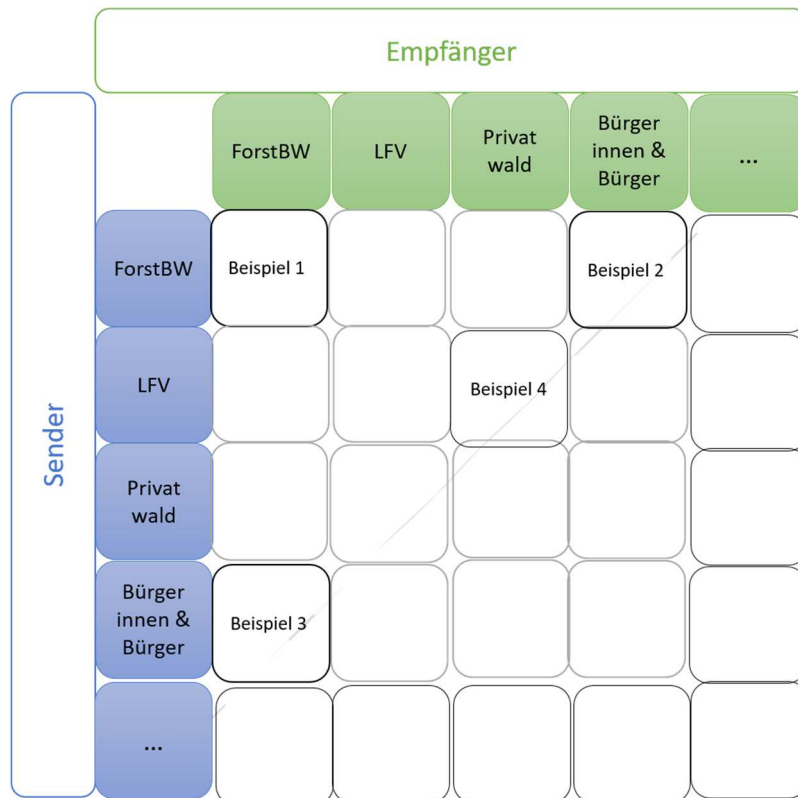 Empfänger
Sender
ForstBW
LFV
Privat
wald
Bürger
innen &
Bürger
...
ForstBW
Beispiel 1
Beispiel 2
LFV
Beispiel 4
Privat
wald
Bürger
innen &
Bürger
Beispiel 3
...